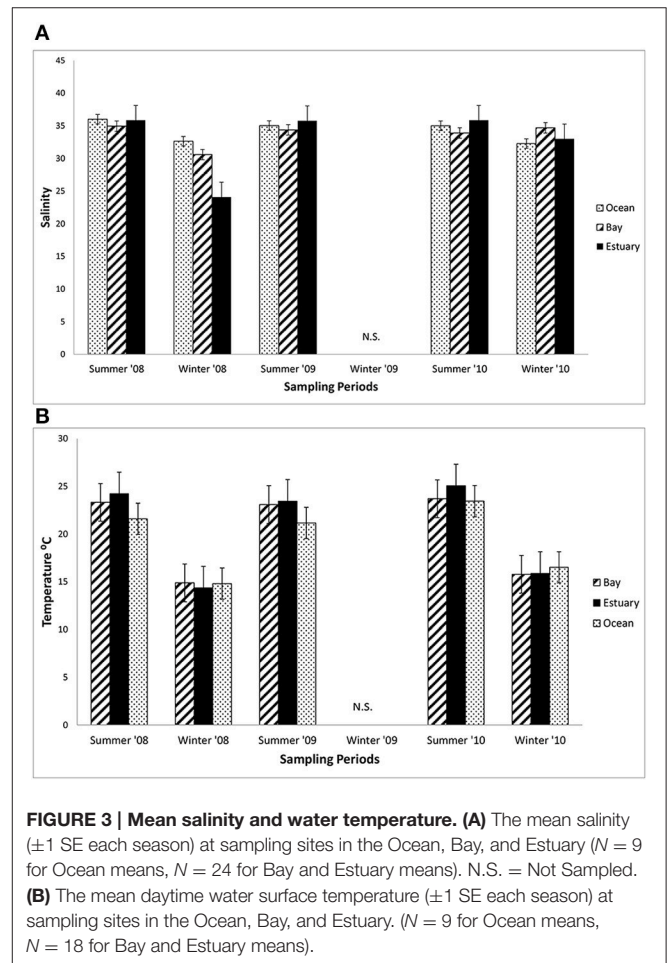 A
45
40
35
30
25
20
15
10
5
0
Salinity
N.S.
Ocean
Bay
Estuary
Summer '08 Winter '08 Summer '09 Winter '09 Summer '10 Winter '10
Sampling Periods
B
30
25
20
15
10
5
0
Temperature ⁰C
N.S.
Bay
Estuary
Ocean
Summer '08 Winter '08 Summer '09 Winter '09 Summer '10 Winter '10
Sampling Periods
FIGURE 3 | Mean salinity and water temperature. (A) The mean salinity
(±1 SE each season) at sampling sites in the Ocean, Bay, and Estuary (N = 9
for Ocean means, N = 24 for Bay and Estuary means). N.S. = Not Sampled.
(B) The mean daytime water surface temperature (±1 SE each season) at
sampling sites in the Ocean, Bay, and Estuary. (N = 9 for Ocean means,
N = 18 for Bay and Estuary means).